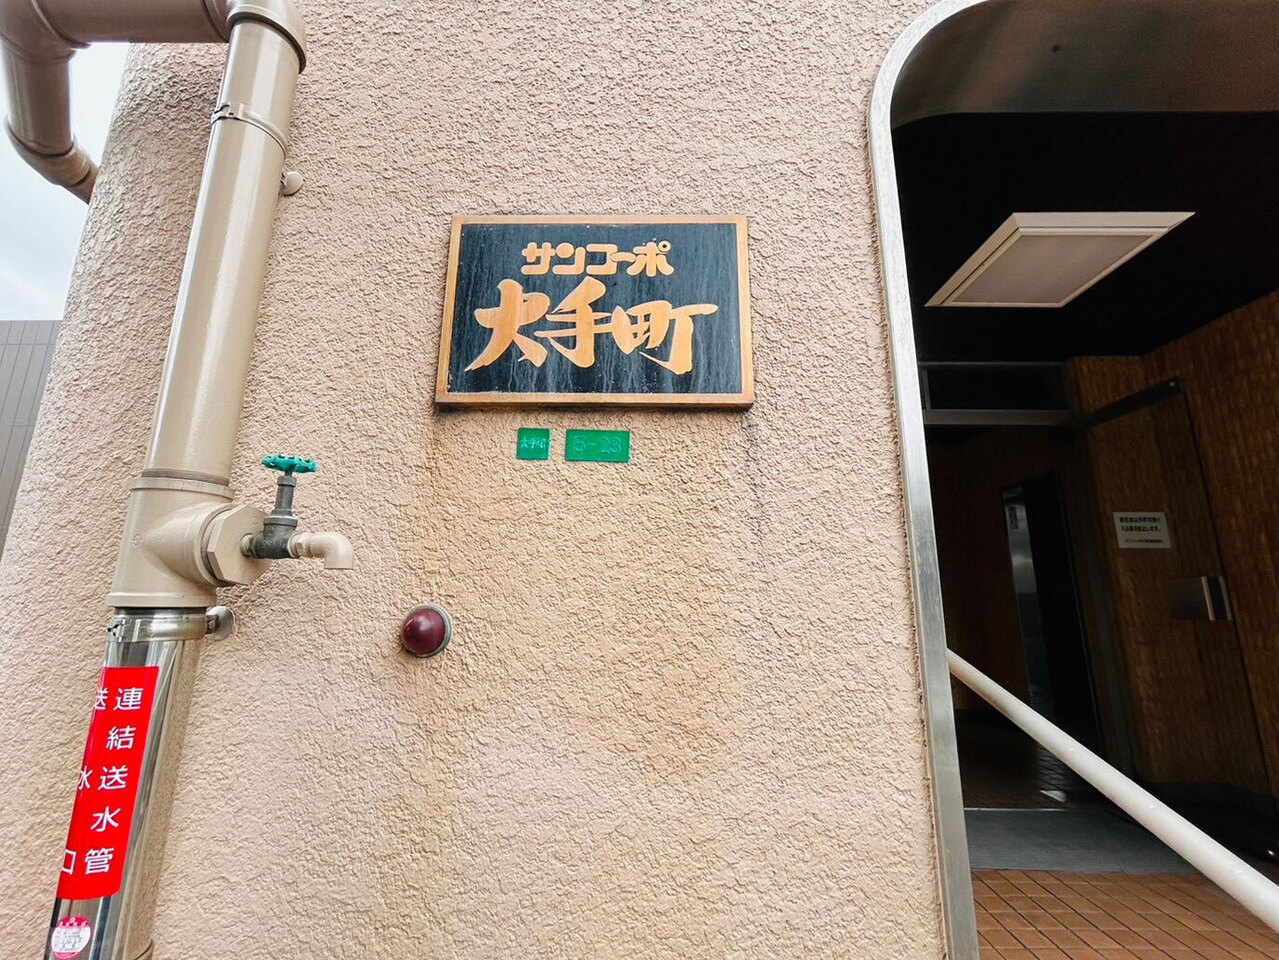 サンコーポ
大手町
大手町
5-23
連結送水管
送水口